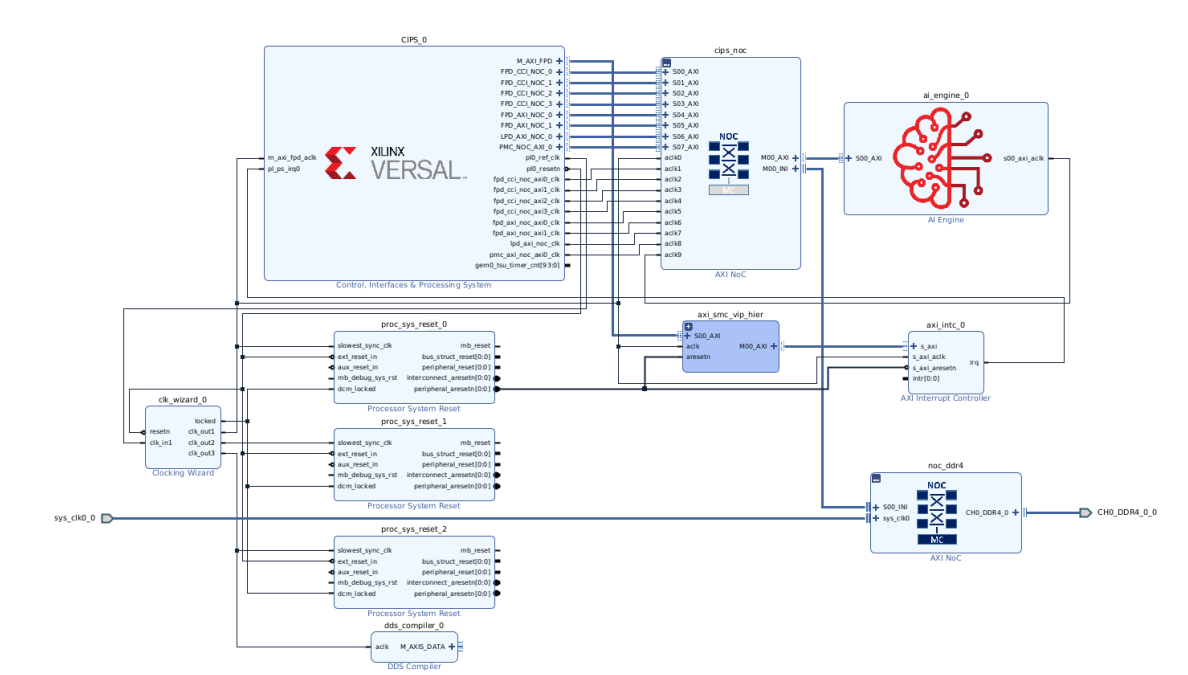 CIPS_0
M_AXI_FPD
FPD_CCI_NOC_0
FPD_CCI_NOC_1
FPD_CCI_NOC_2
FPD_CCI_NOC_3
FPD_AXI_NOC_0
FPD_AXI_NOC_1
LPD_AXI_NOC_0
PMC_NOC_AXI_0
pl0_ref_clk
pl0_resetn
fpd_cci_noc_axi0_clk
fpd_cci_noc_axi1_clk
fpd_cci_noc_axi2_clk
fpd_cci_noc_axi3_clk
fpd_axi_noc_axi0_clk
fpd_axi_noc_axi1_clk
lpd_axi_noc_clk
pmc_axi_noc_axi0_clk
gem0_tsu_timer_cnt[93:0]
m_axi_fpd_aclk
pl_ps_irq0
XILINX
VERSAL
Control, Interfaces & Processing System
cips_noc
S00_AXI
S01_AXI
S02_AXI
S03_AXI
S04_AXI
S05_AXI
S06_AXI
S07_AXI
aclk0
aclk1
aclk2
aclk3
aclk4
aclk5
aclk6
aclk7
aclk8
aclk9
NOC
MC
M00_AXI
M00_INI
AXI NoC
ai_engine_0
S00_AXI
s00_axi_aclk
AI Engine
axi_smc_vip_hier
S00_AXI
aclk
aresetn
M00_AXI
axi_intc_0
s_axi
s_axi_aclk
s_axi_aresetn
intr[0:0]
irq
AXI Interrupt Controller
proc_sys_reset_0
slowest_sync_clk
ext_reset_in
aux_reset_in
mb_debug_sys_rst
dcm_locked
mb_reset
bus_struct_reset[0:0]
peripheral_reset[0:0]
interconnect_aresetn[0:0]
peripheral_aresetn[0:0]
Processor System Reset
clk_wizard_0
resetn
clk_in1
locked
clk_out1
clk_out2
clk_out3
Clocking Wizard
proc_sys_reset_1
slowest_sync_clk
ext_reset_in
aux_reset_in
mb_debug_sys_rst
dcm_locked
mb_reset
bus_struct_reset[0:0]
peripheral_reset[0:0]
interconnect_aresetn[0:0]
peripheral_aresetn[0:0]
Processor System Reset
noc_ddr4
S00_INI
sys_clk0
NOC
MC
CH0_DDR4_0
AXI NoC
sys_clk0_0
CH0_DDR4_0_0
proc_sys_reset_2
slowest_sync_clk
ext_reset_in
aux_reset_in
mb_debug_sys_rst
dcm_locked
mb_reset
bus_struct_reset[0:0]
peripheral_reset[0:0]
interconnect_aresetn[0:0]
peripheral_aresetn[0:0]
Processor System Reset
dds_compiler_0
aclk
M_AXIS_DATA
DDS Compiler